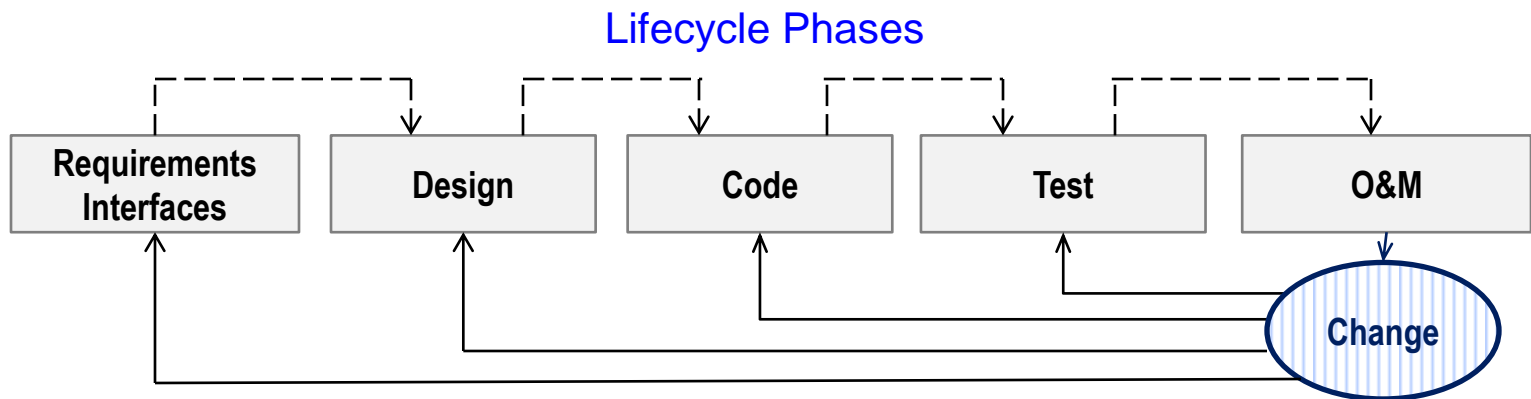 Lifecycle Phases
Requirements
Interfaces
Design
Code
Test
O&M
Change